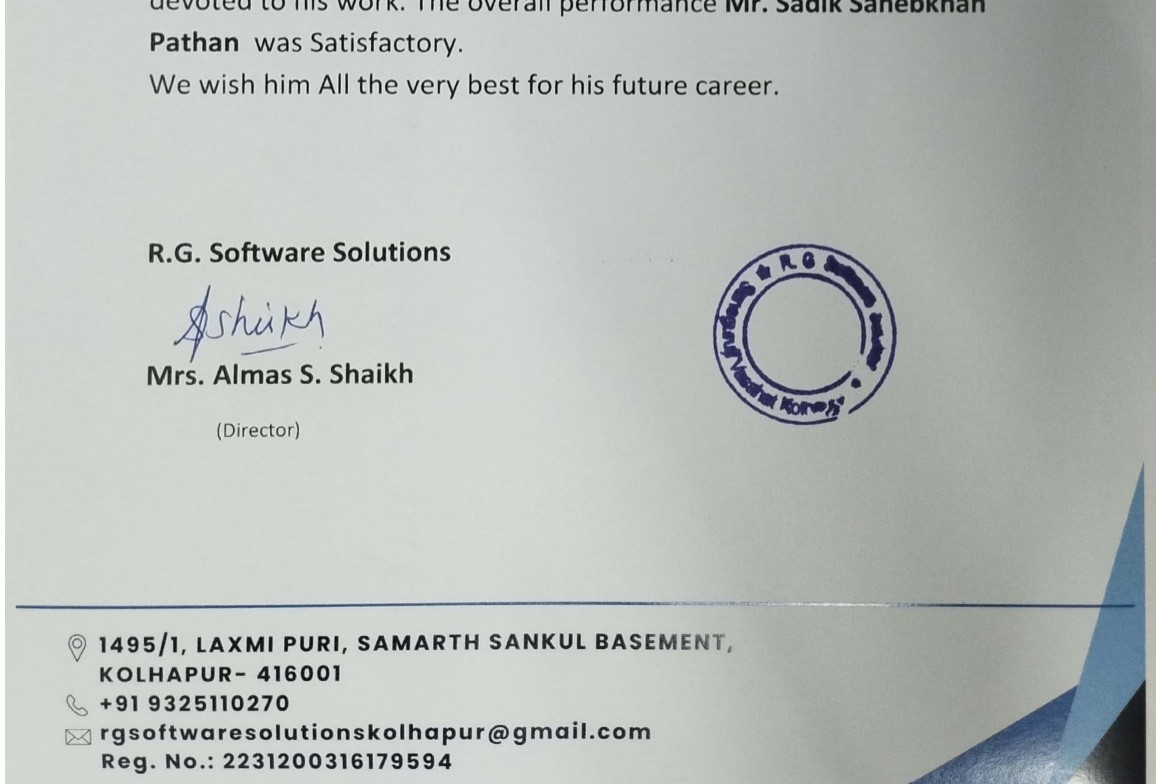 devoted to his work. The overall performance Mr. Sadik Sahebkhan
Pathan was Satisfactory.
We wish him All the very best for his future career.
R.G. Software Solutions
AShaikh
Mrs. Almas S. Shaikh
(Director)
R. G
Vasahat
1495/1, LAXMI PURI, SAMARTH SANKUL BASEMENT,
KOLHAPUR- 416001
+91 9325110270
rgsoftwaresolutionskolhapur@gmail.com
Reg. No.: 2231200316179594